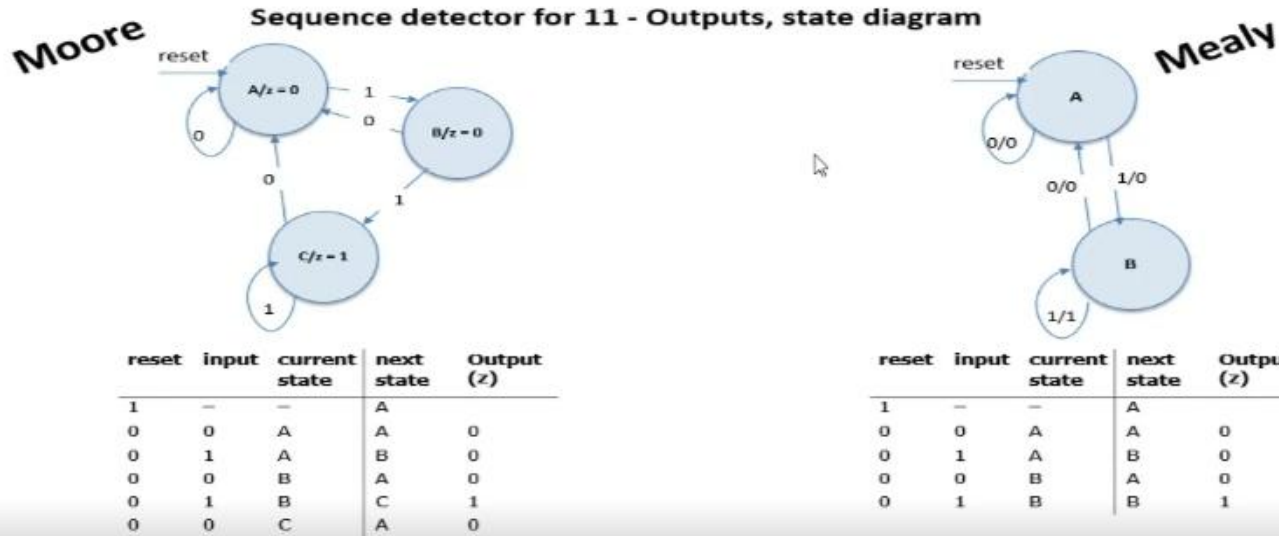 Sequence detector for 11 - Outputs, state diagram
Moore
reset
A/z = 0
1
0
B/z = 0
0
0
1
C/z = 1
1
reset input current state next state Output (z)
1 – – A
0 0 A A 0
0 1 A B 0
0 0 B A 0
0 1 B C 1
0 0 C A 0
Mealy
reset
A
0/0
0/0
1/0
B
1/1
reset input current state next state Outpu (z)
1 – – A
0 0 A A 0
0 1 A B 0
0 0 B A 0
0 1 B B 1